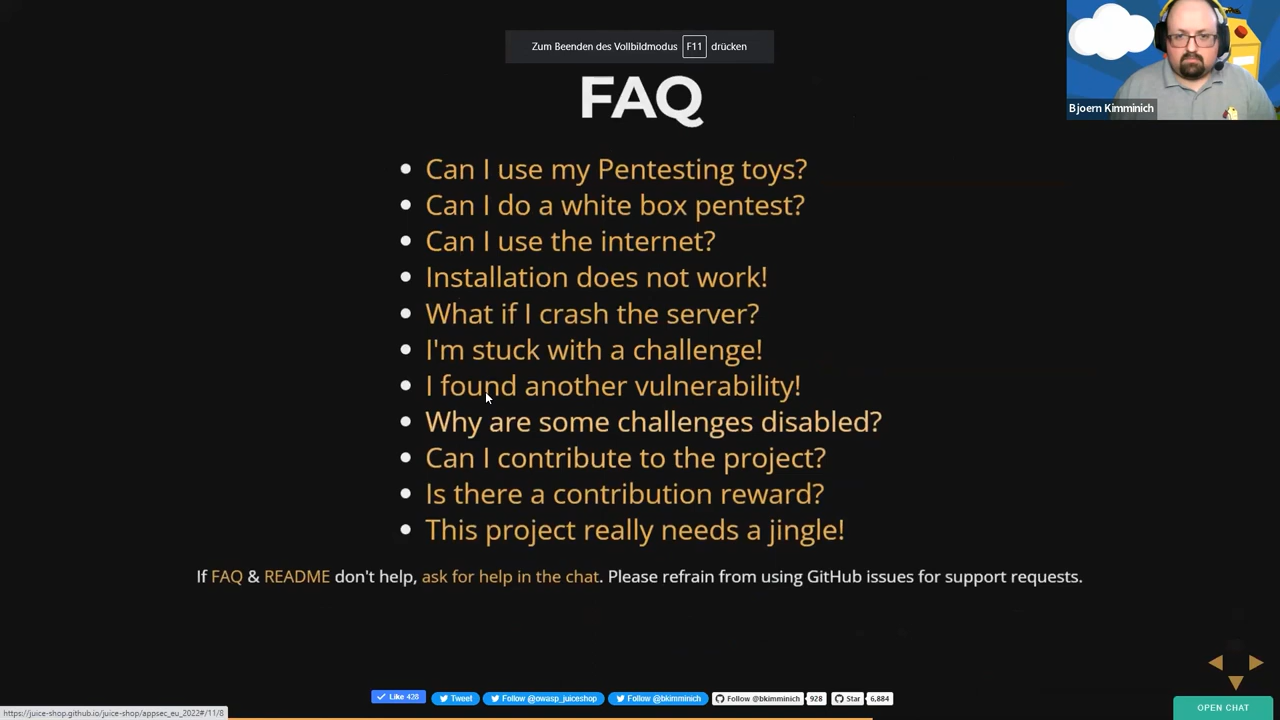 Zum Beenden des Vollbildmodus F11 drücken
Bjoern Kimminich
FAQ
Can I use my Pentesting toys?
Can I do a white box pentest?
Can I use the internet?
Installation does not work!
What if I crash the server?
I'm stuck with a challenge!
I found another vulnerability!
Why are some challenges disabled?
Can I contribute to the project?
Is there a contribution reward?
This project really needs a jingle!
If FAQ & README don't help, ask for help in the chat. Please refrain from using GitHub issues for support requests.
Like 428 Tweet Follow @owasp_juiceshop Follow @bkimminich Follow @bkimminich 928 Star 6,884
https://juice-shop.github.io/juice-shop/appsec_eu_2022#/11/8
OPEN CHAT